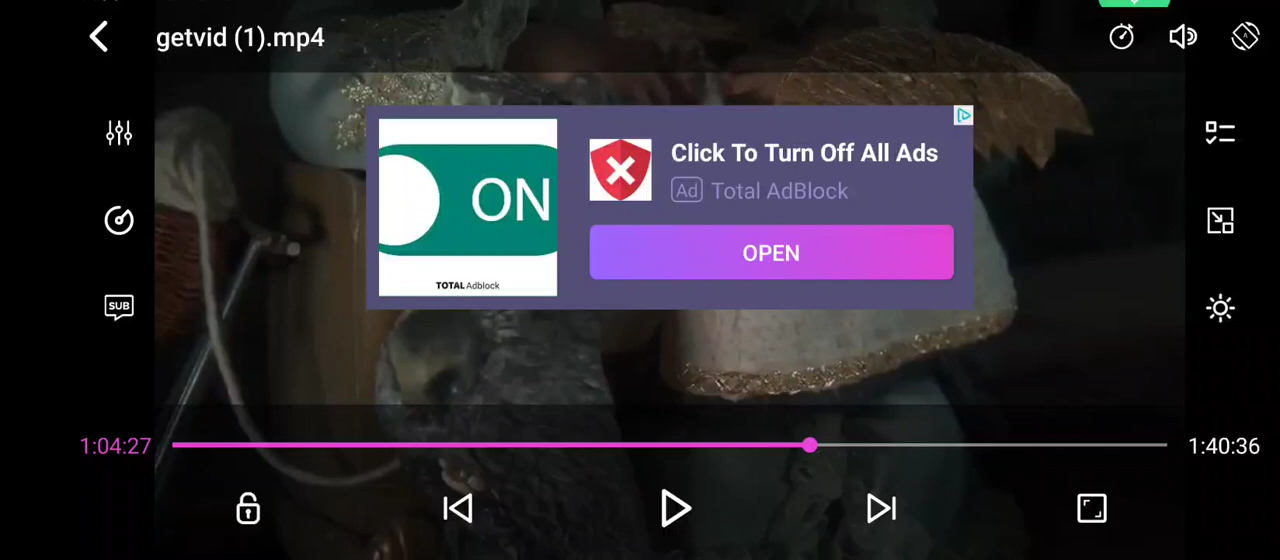 getvid (1).mp4
ON
TOTAL Adblock
Click To Turn Off All Ads
Ad Total AdBlock
OPEN
SUB
1:04:27
1:40:36